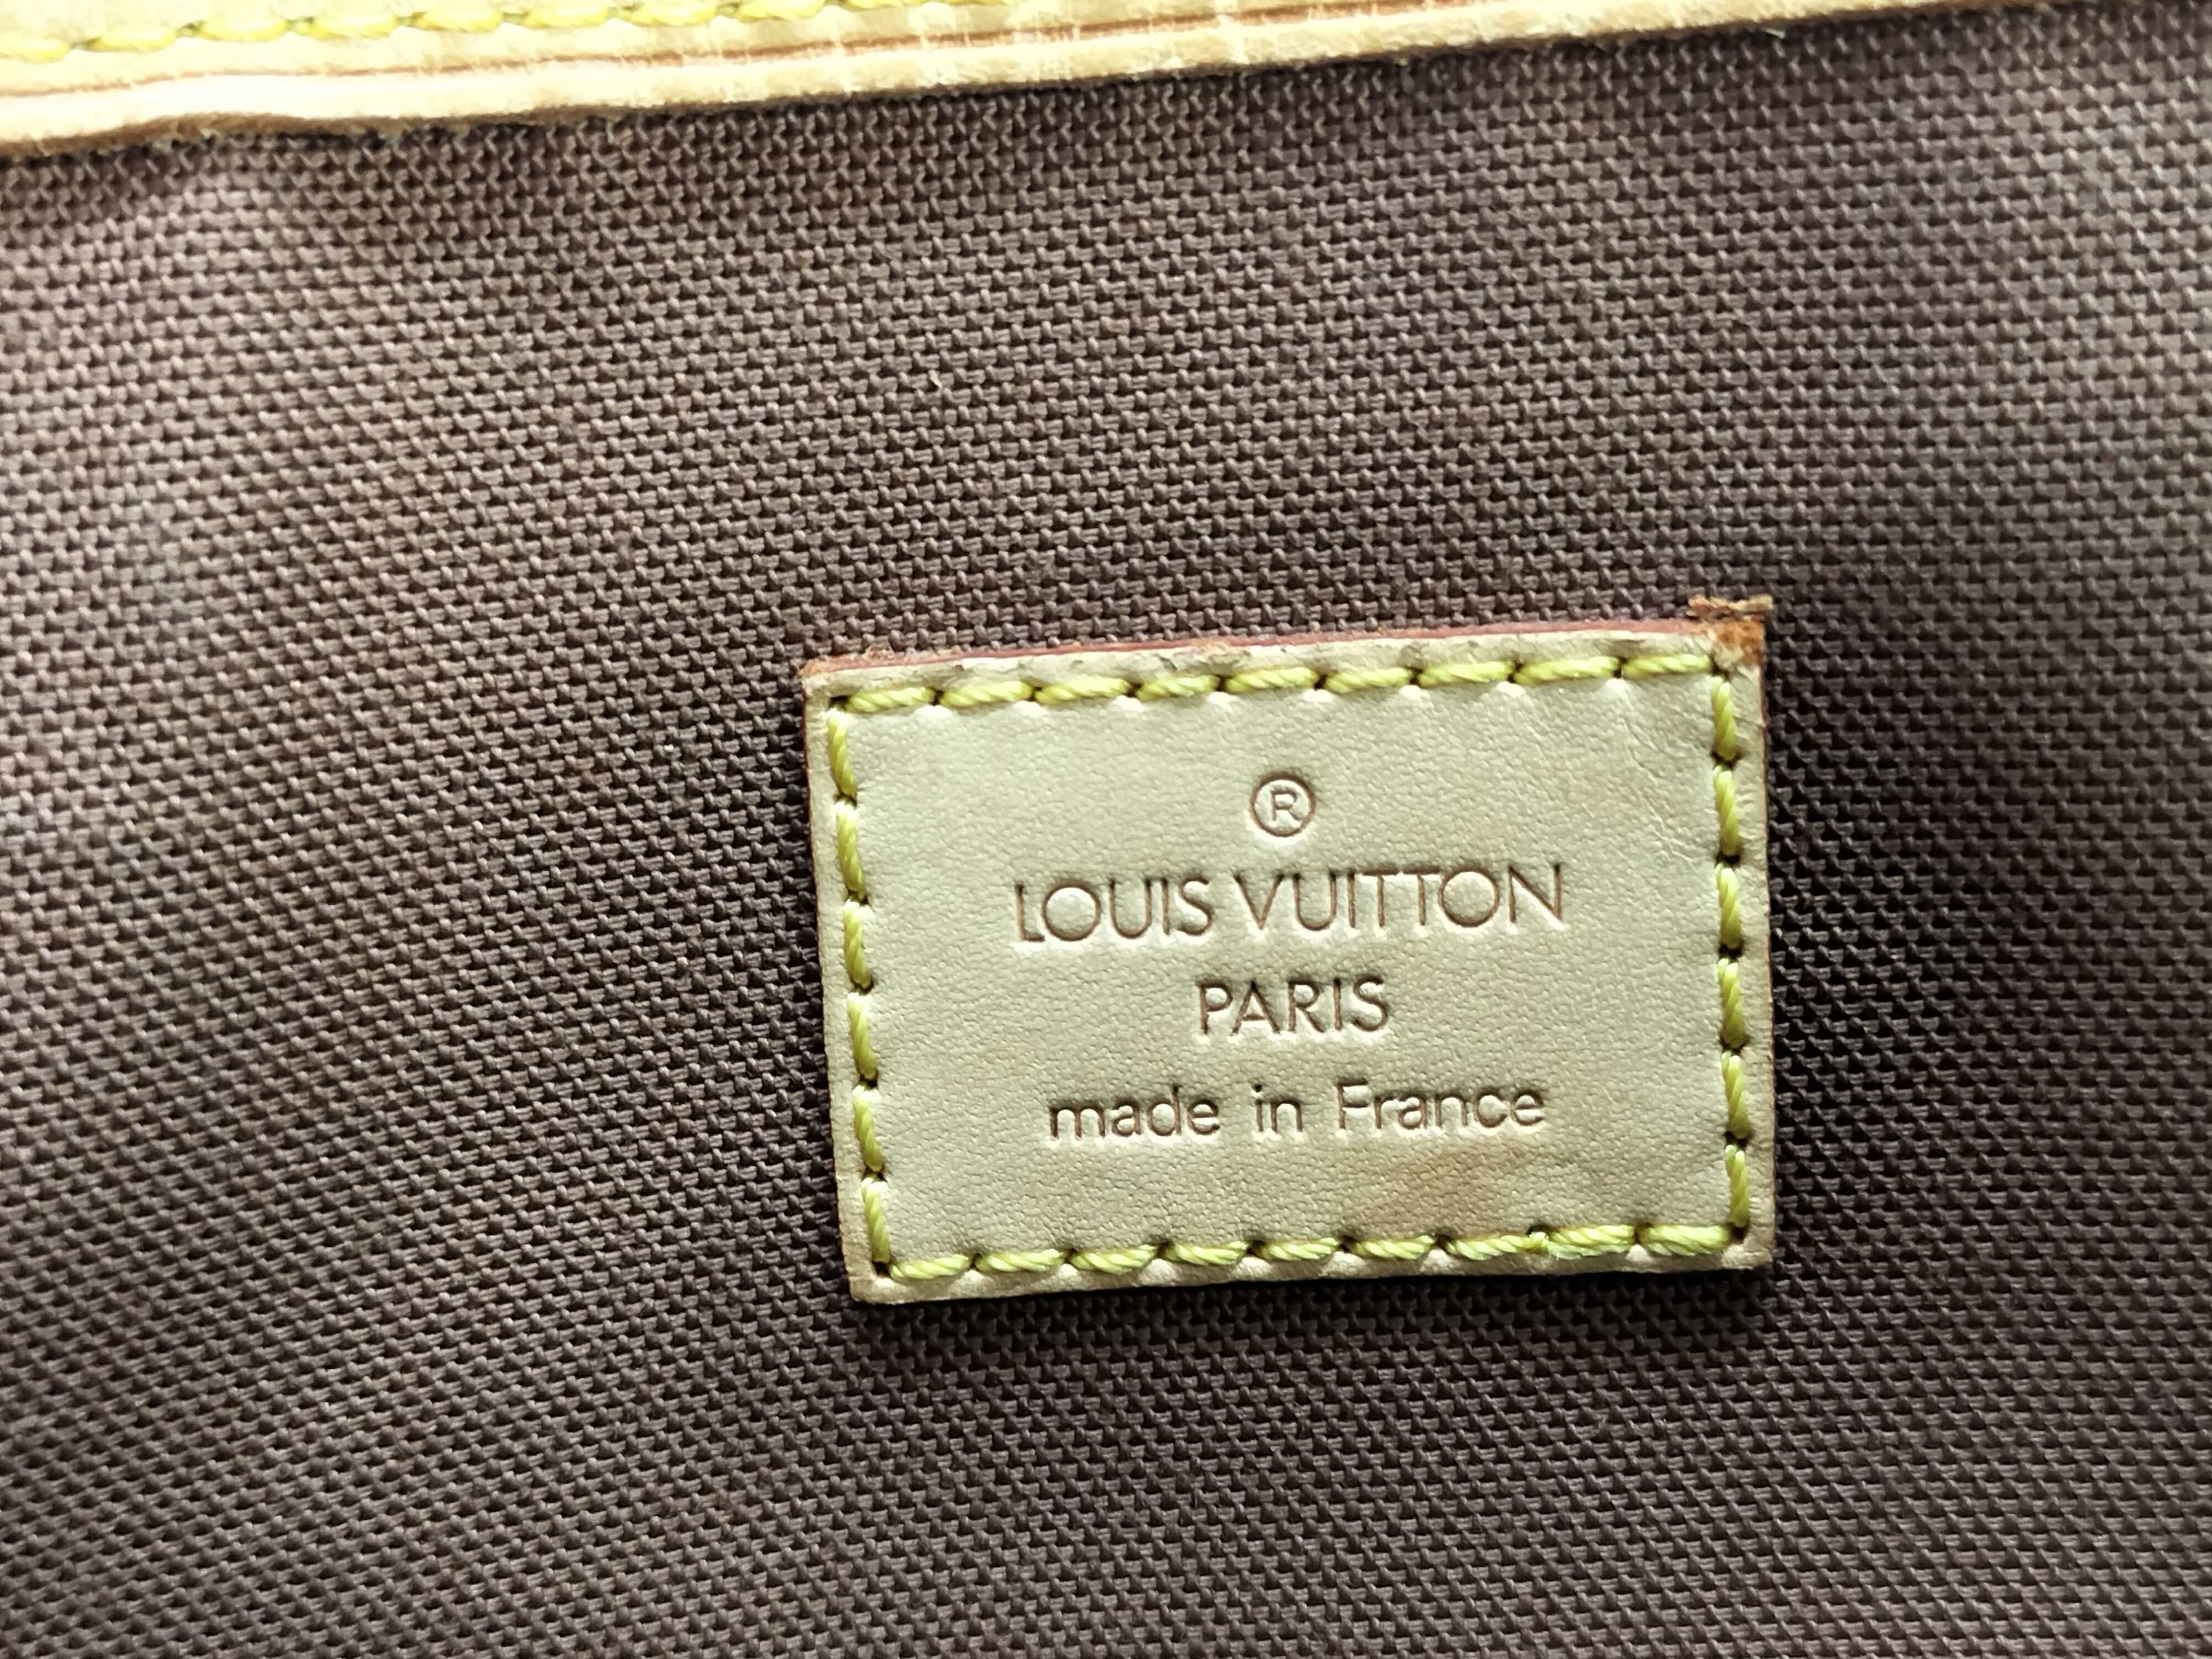 ®
LOUIS VUITTON
PARIS
made in France